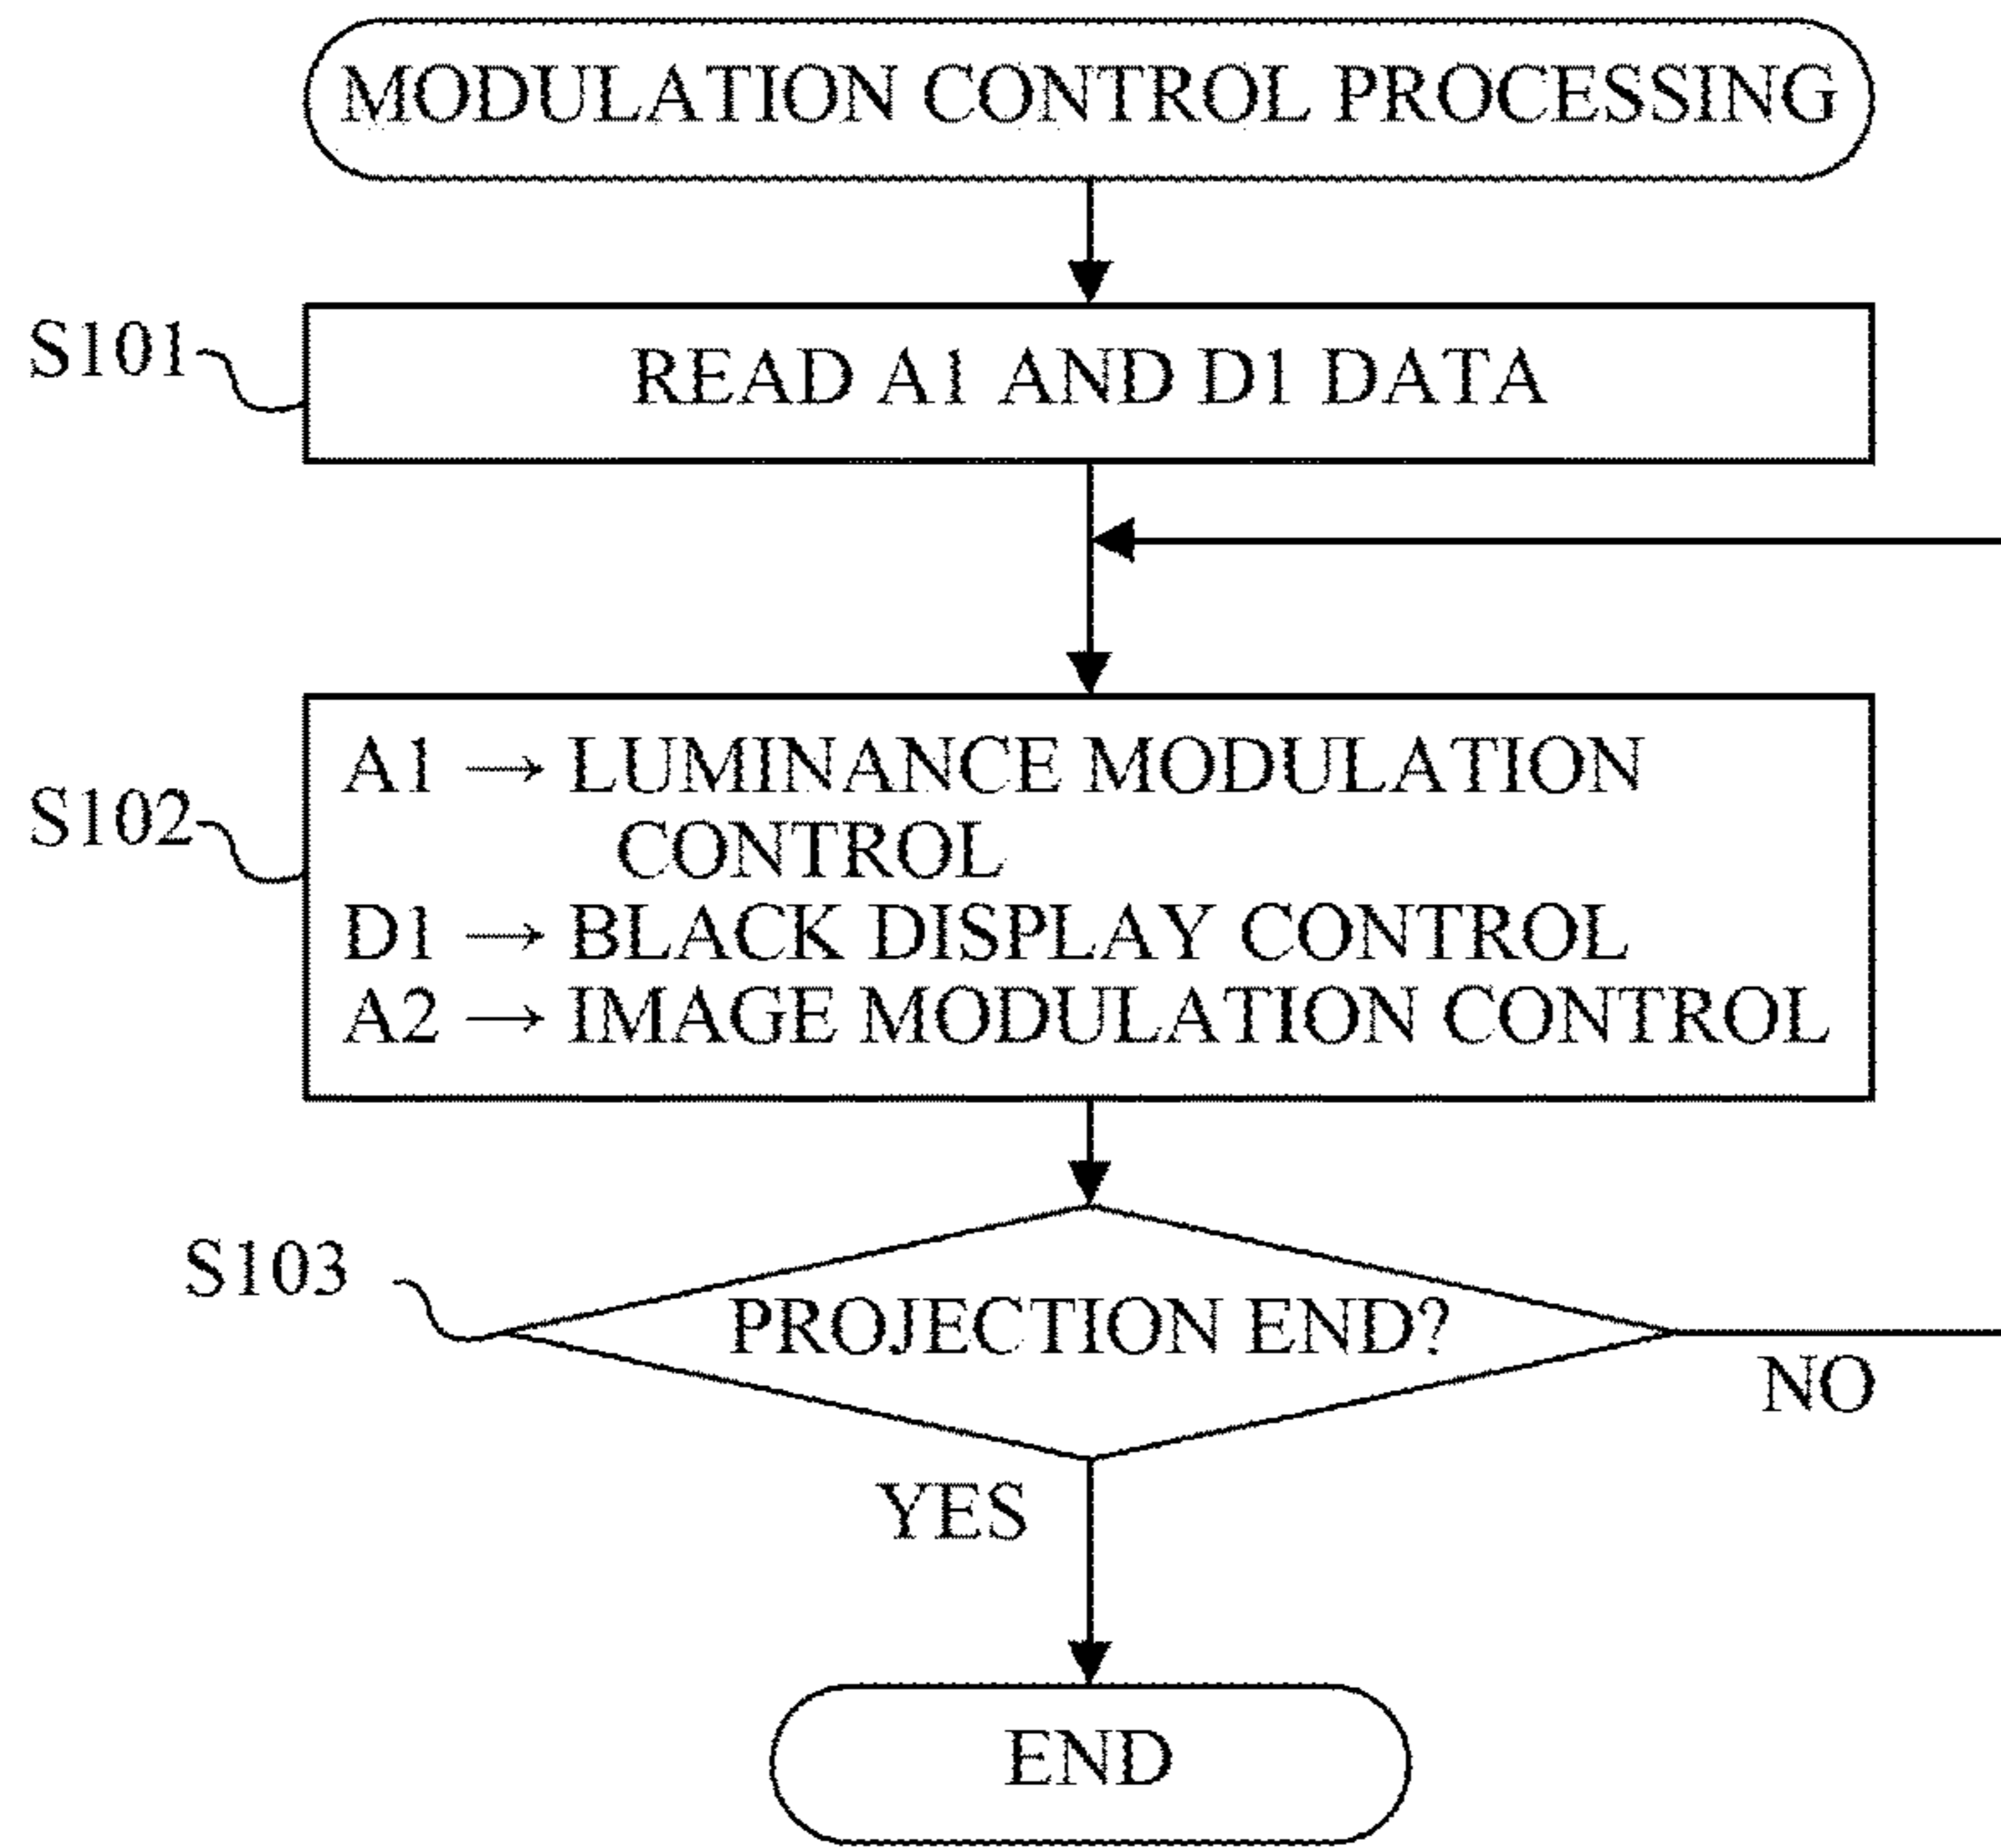 MODULATION CONTROL PROCESSING
S101
READ A1 AND D1 DATA
S102
A1 → LUMINANCE MODULATION
CONTROL
D1 → BLACK DISPLAY CONTROL
A2 → IMAGE MODULATION CONTROL
S103
PROJECTION END?
NO
YES
END